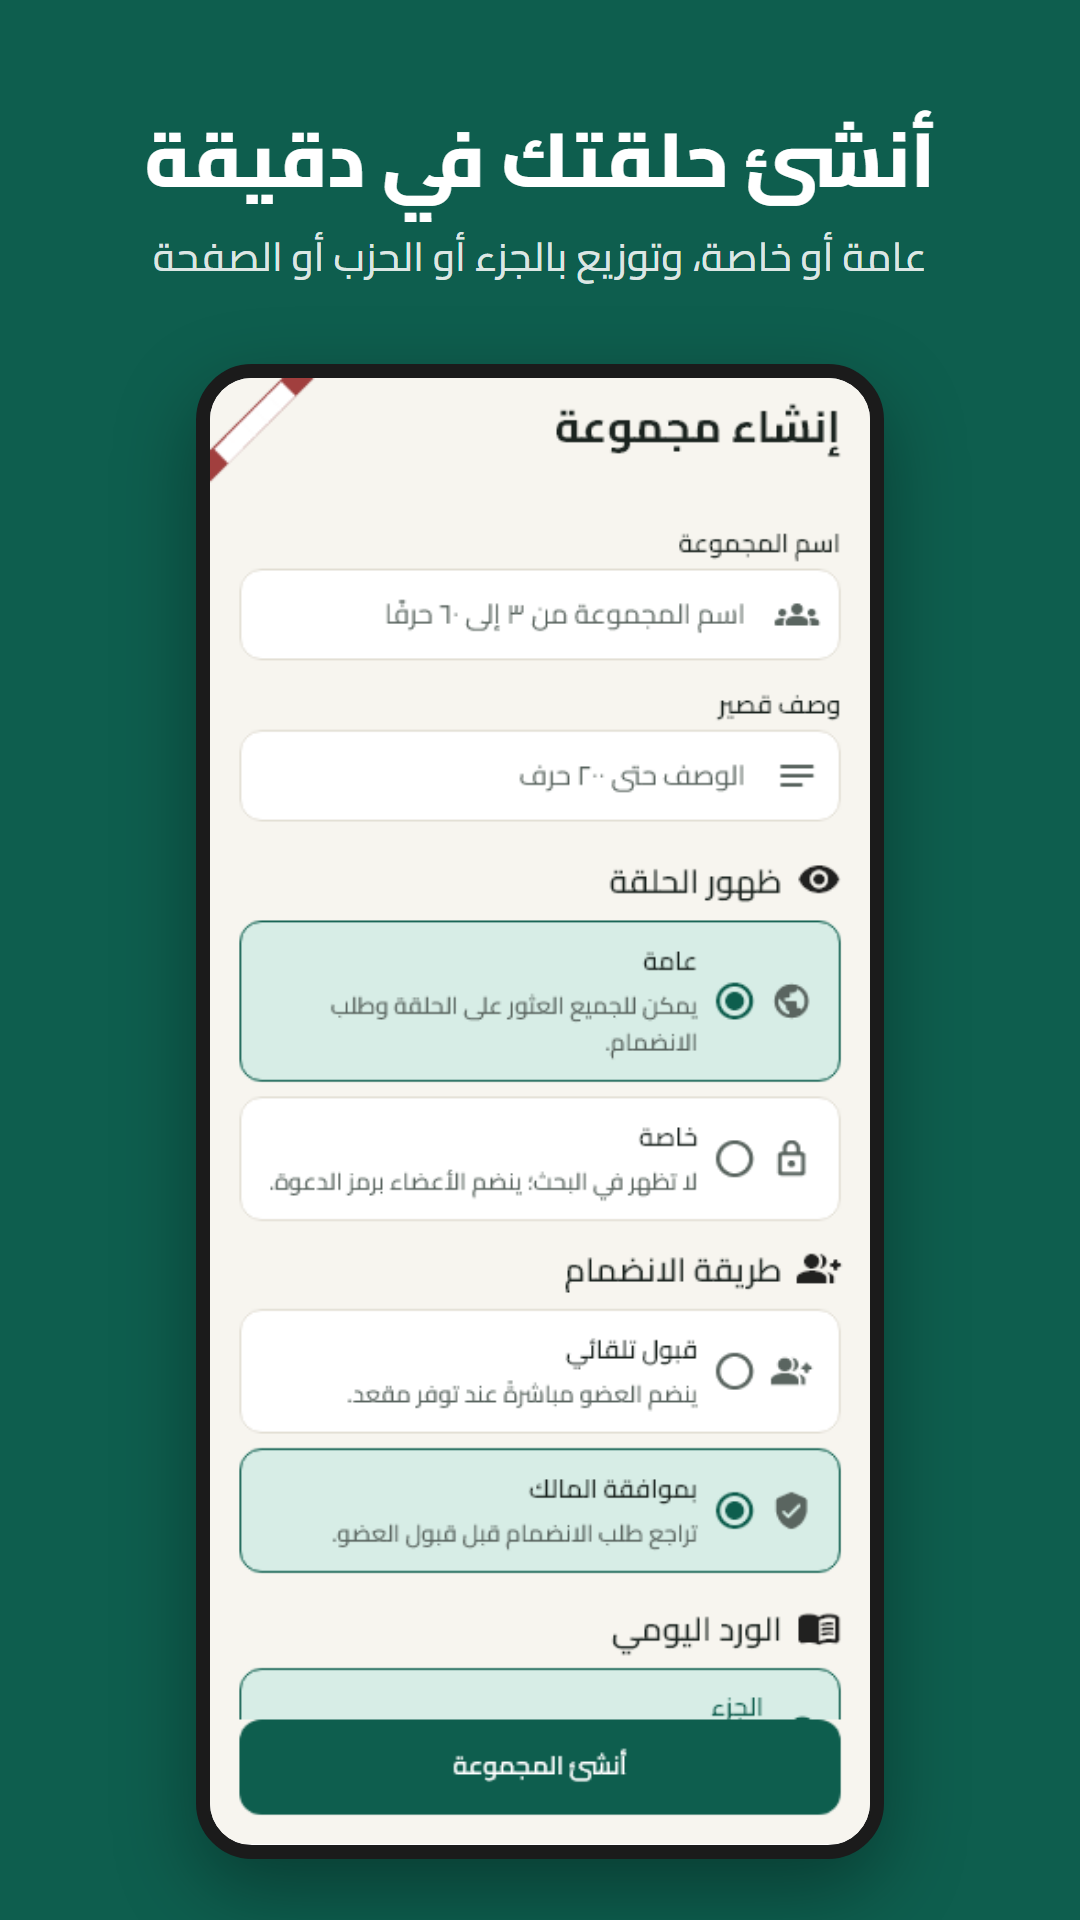 أنشئ حلقتك في دقيقة
عامة أو خاصة، وتوزيع بالجزء أو الحزب أو الصفحة
إنشاء مجموعة
اسم المجموعة
اسم المجموعة من ٣ إلى ٦٠ حرفًا
وصف قصير
الوصف حتى ٢٠٠ حرف
ظهور الحلقة
عامة
يمكن للجميع العثور على الحلقة وطلب
الانضمام.
خاصة
لا تظهر في البحث؛ ينضم الأعضاء برمز الدعوة.
طريقة الانضمام
قبول تلقائي
ينضم العضو مباشرةً عند توفر مقعد.
بموافقة المالك
تراجع طلب الانضمام قبل قبول العضو.
الورد اليومي
الجزء
أنشئ المجموعة